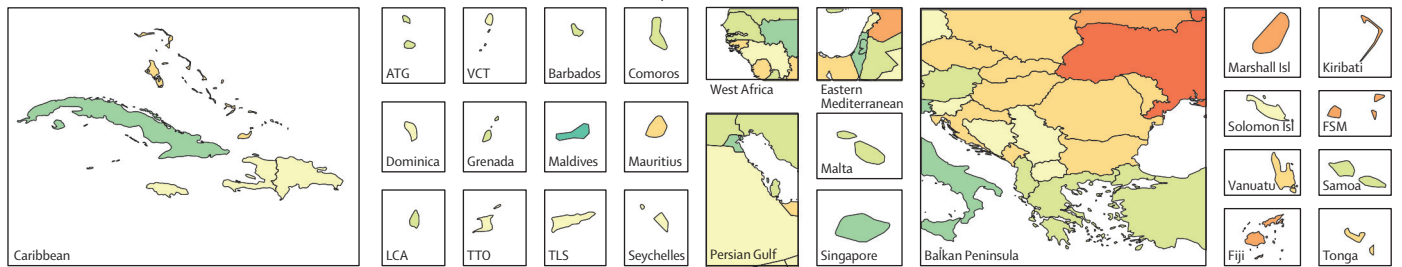 Caribbean
ATG
VCT
Barbados
Comoros
Dominica
Grenada
Maldives
Mauritius
LCA
TTO
TLS
Seychelles
West Africa
Eastern
Mediterranean
Persian Gulf
Malta
Singapore
Balkan Peninsula
Marshall Isl
Kiribati
Solomon Isl
FSM
Vanuatu
Samoa
Fiji
Tonga